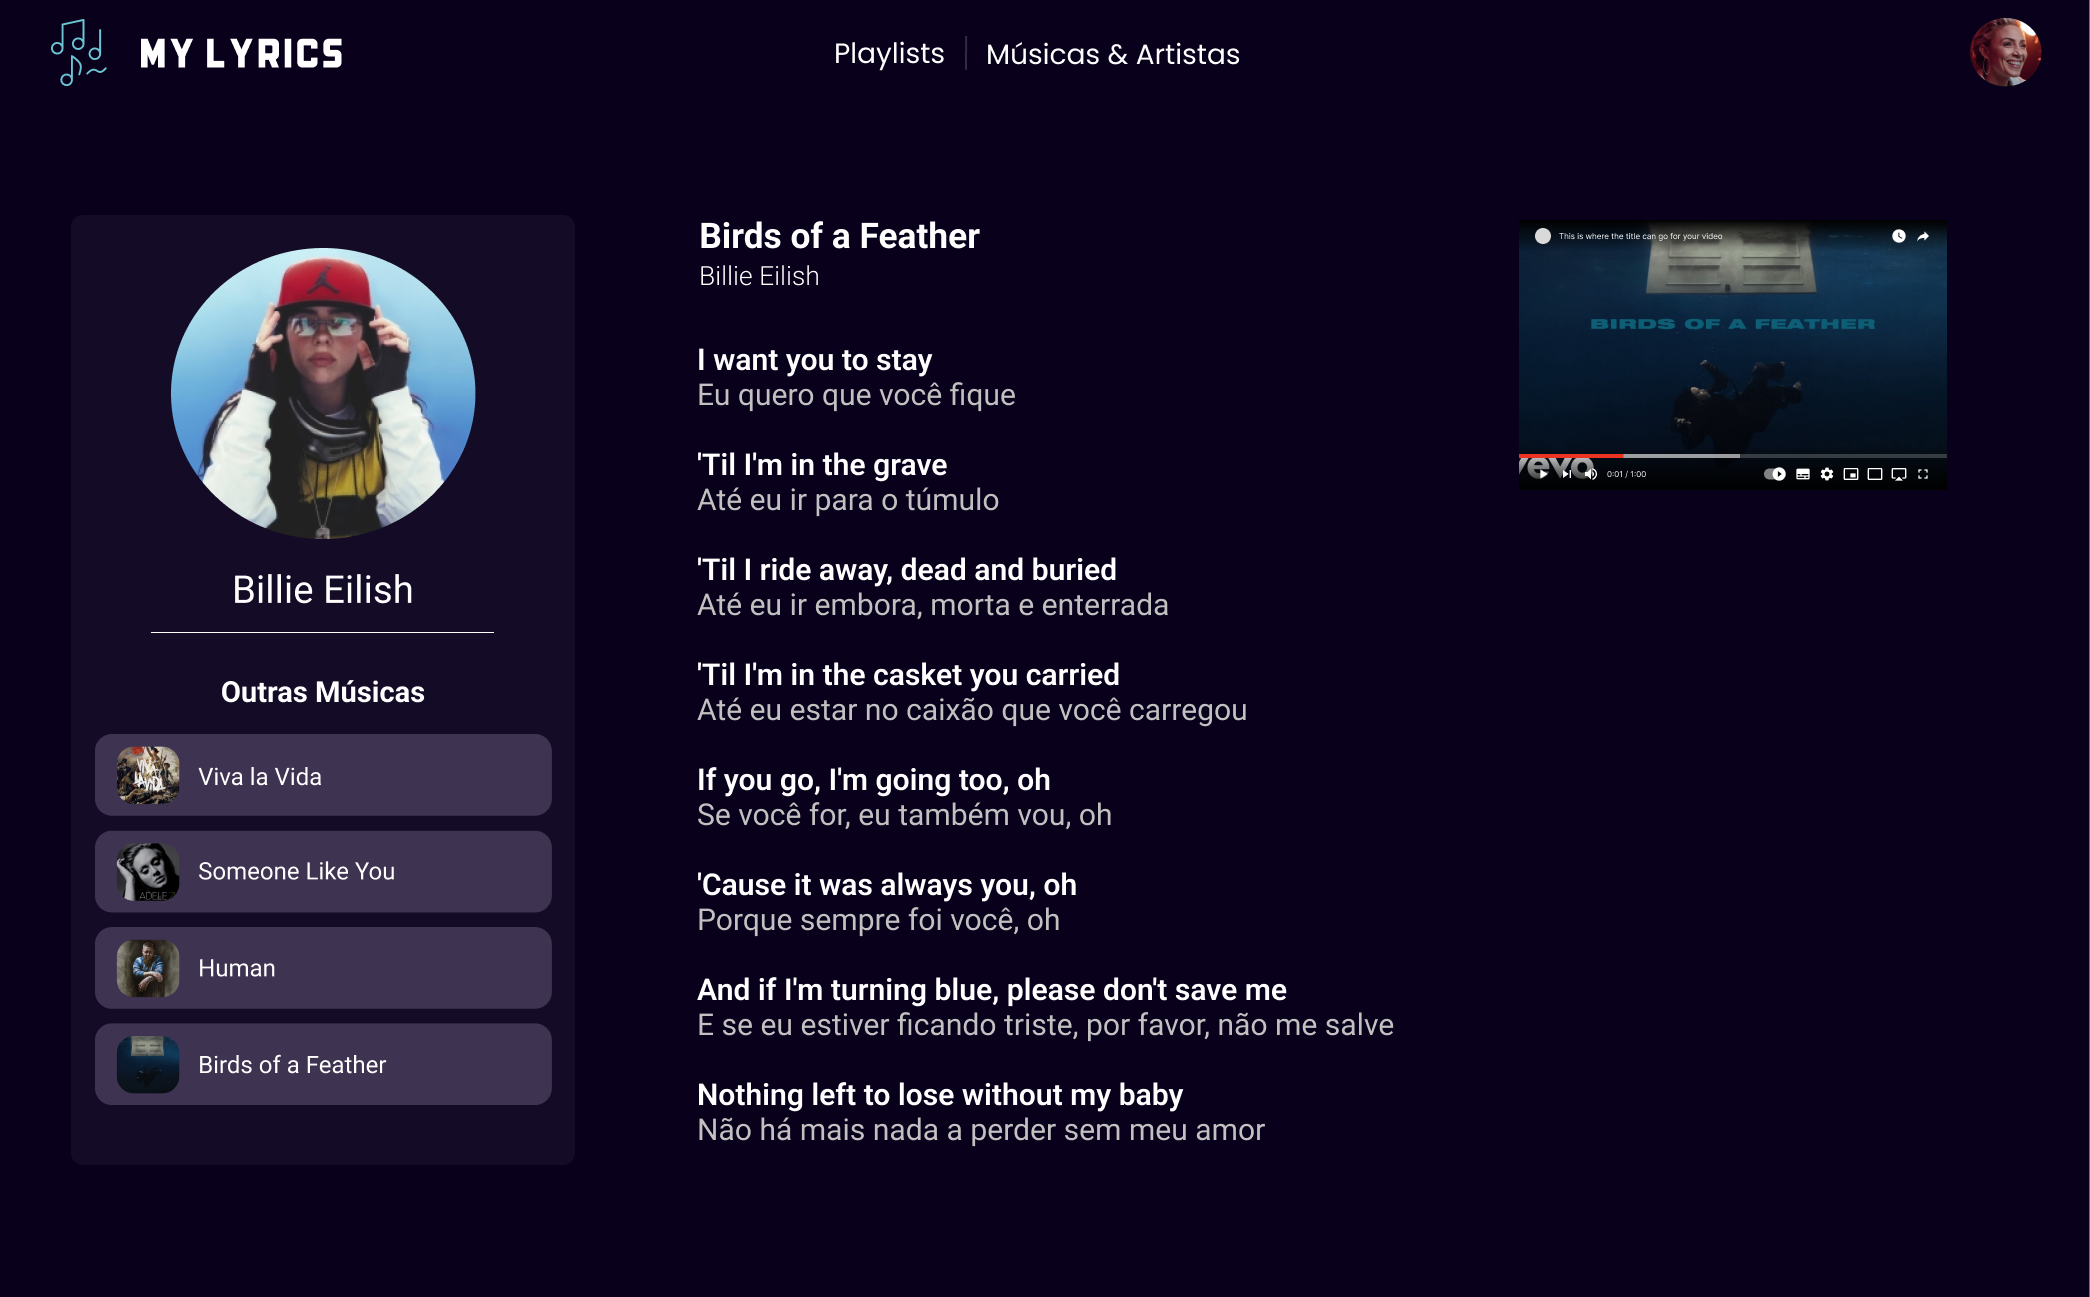 MY LYRICS
Playlists
Músicas & Artistas
Billie Eilish
Outras Músicas
VIVA LA VIDA
Viva la Vida
ADELE
Someone Like You
Human
Birds of a Feather
Birds of a Feather
Billie Eilish
I want you to stay
Eu quero que você fique
'Til I'm in the grave
Até eu ir para o túmulo
'Til I ride away, dead and buried
Até eu ir embora, morta e enterrada
'Til I'm in the casket you carried
Até eu estar no caixão que você carregou
If you go, I'm going too, oh
Se você for, eu também vou, oh
'Cause it was always you, oh
Porque sempre foi você, oh
And if I'm turning blue, please don't save me
E se eu estiver ficando triste, por favor, não me salve
Nothing left to lose without my baby
Não há mais nada a perder sem meu amor
This is where the title can go for your video
BIRDS OF A FEATHER
vevo
0:01 / 1:00